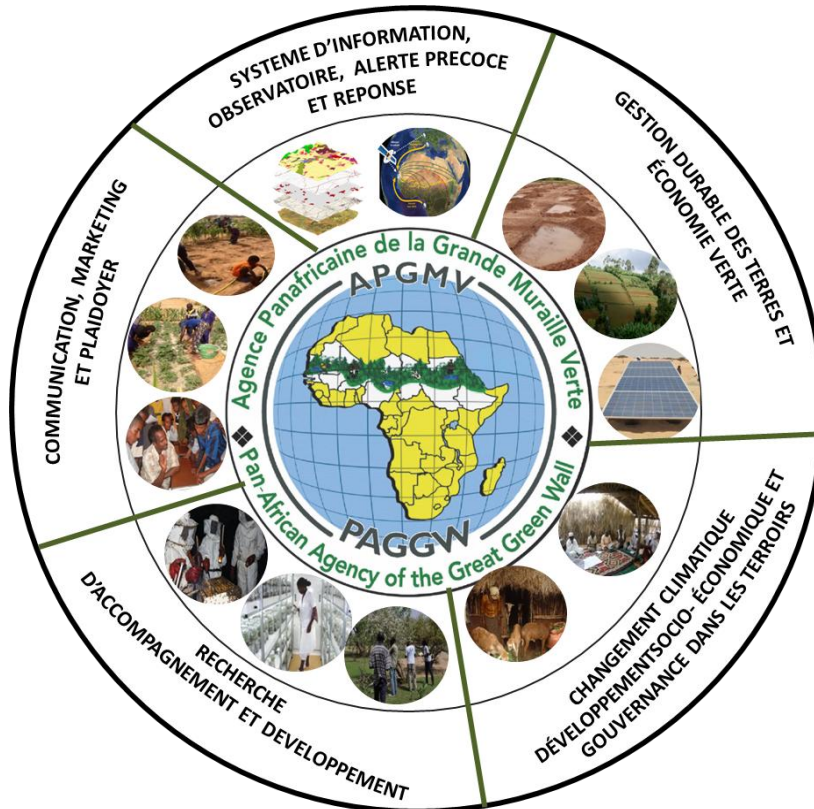 SYSTEME D'INFORMATION,
OBSERVATOIRE, ALERTE PRECOCE
ET REPONSE
GESTION DURABLE DES TERRES ET
ÉCONOMIE VERTE
CHANGEMENT CLIMATIQUE
DÉVELOPPEMENTSOCIO- ÉCONOMIQUE ET
GOUVERNANCE DANS LES TERROIRS
RECHERCHE
D'ACCOMPAGNEMENT ET DEVELOPPEMENT
COMMUNICATION, MARKETING
ET PLAIDOYER
Agence Panafricaine de la Grande Muraille Verte
APGMV
PAGGW
Pan-African Agency of the Great Green Wall